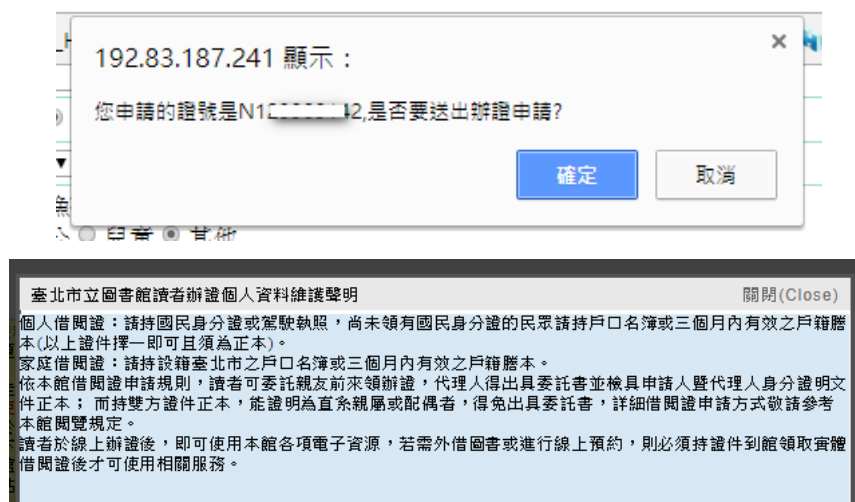 192.83.187.241 顯示：
×
您申請的證號是N1 42,是否要送出辦證申請?
確定 取消
兒童 其他
臺北市立圖書館讀者辦證個人資料維護聲明 關閉(Close)
個人借閱證：請持國民身分證或駕駛執照，尚未領有國民身分證的民眾請持戶口名簿或三個月內有效之戶籍謄
本(以上證件擇一即可且須為正本)。
家庭借閱證：請持設籍臺北市之戶口名簿或三個月內有效之戶籍謄本。
依本館借閱證申請規則，讀者可委託親友前來領辦證，代理人得出具委託書並檢具申請人暨代理人身分證明文
件正本； 而持雙方證件正本，能證明為直系親屬或配偶者，得免出具委託書，詳細借閱證申請方式敬請參考
本館閱覽規定。
讀者於線上辦證後，即可使用本館各項電子資源，若需外借圖書或進行線上預約，則必須持證件到館領取實體
借閱證後才可使用相關服務。